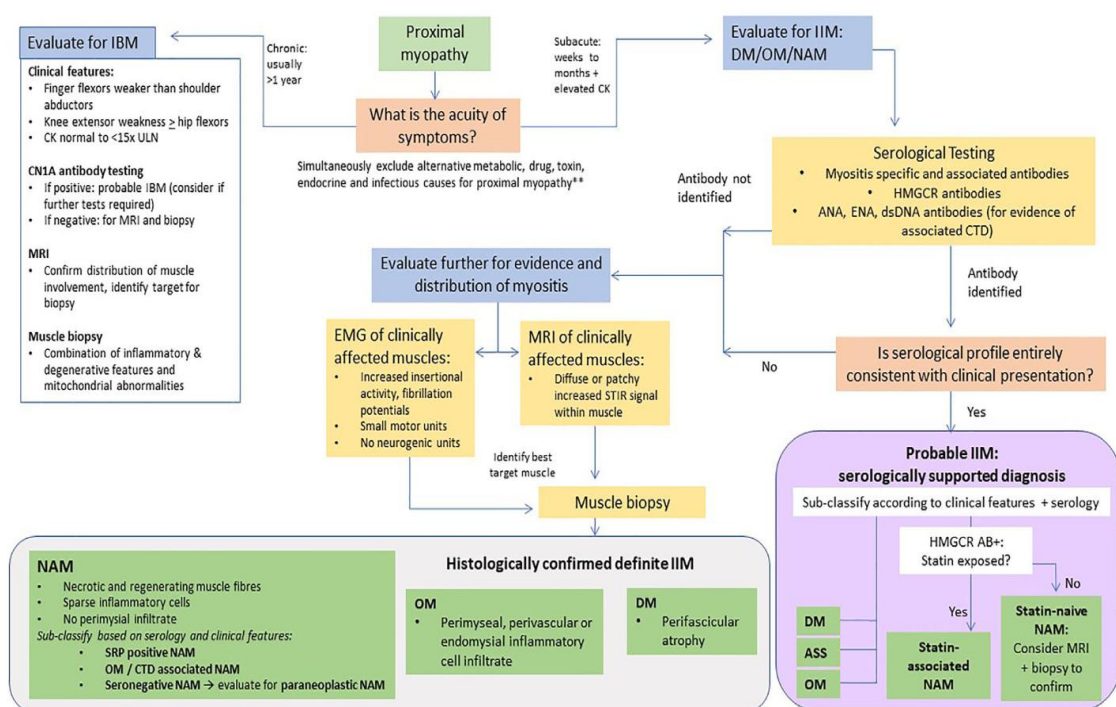 Evaluate for IBM
Clinical features:
• Finger flexors weaker than shoulder
abductors
• Knee extensor weakness ≥ hip flexors
• CK normal to <15x ULN
CN1A antibody testing
• If positive: probable IBM (consider if
further tests required)
• If negative: for MRI and biopsy
MRI
• Confirm distribution of muscle
involvement, identify target for
biopsy
Muscle biopsy
• Combination of inflammatory &
degenerative features and
mitochondrial abnormalities
Chronic:
usually
>1 year
Proximal
myopathy
What is the acuity of
symptoms?
Simultaneously exclude alternative metabolic, drug, toxin,
endocrine and infectious causes for proximal myopathy**
Subacute:
weeks to
months +
elevated CK
Evaluate for IIM:
DM/OM/NAM
Serological Testing
• Myositis specific and associated antibodies
• HMGCR antibodies
• ANA, ENA, dsDNA antibodies (for evidence of
associated CTD)
Antibody not
identified
Antibody
identified
Evaluate further for evidence and
distribution of myositis
EMG of clinically
affected muscles:
• Increased insertional
activity, fibrillation
potentials
• Small motor units
• No neurogenic units
MRI of clinically
affected muscles:
• Diffuse or patchy
increased STIR signal
within muscle
Identify best
target muscle
Muscle biopsy
Is serological profile entirely
consistent with clinical presentation?
No
Yes
Histologically confirmed definite IIM
NAM
• Necrotic and regenerating muscle fibres
• Sparse inflammatory cells
• No perimysial infiltrate
Sub-classify based on serology and clinical features:
• SRP positive NAM
• OM / CTD associated NAM
• Seronegative NAM → evaluate for paraneoplastic NAM
OM
• Perimyseal, perivascular or
endomysial inflammatory
cell infiltrate
DM
• Perifascicular
atrophy
Probable IIM:
serologically supported diagnosis
Sub-classify according to clinical features + serology
HMGCR AB+:
Statin exposed?
No
Yes
DM
ASS
OM
Statin-
associated
NAM
Statin-naive
NAM:
Consider MRI
+ biopsy to
confirm